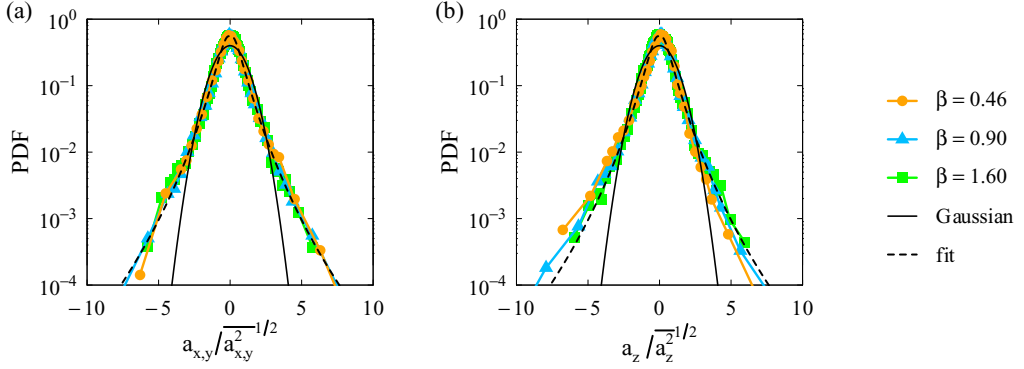 (a)
10^0
10^-1
10^-2
10^-3
10^-4
PDF
−10 −5 0 5 10
a_{x,y}/\overline{a_{x,y}^2}^{1/2}
(b)
10^0
10^-1
10^-2
10^-3
10^-4
PDF
−10 −5 0 5 10
a_z/\overline{a_z^2}^{1/2}
β = 0.46
β = 0.90
β = 1.60
Gaussian
fit